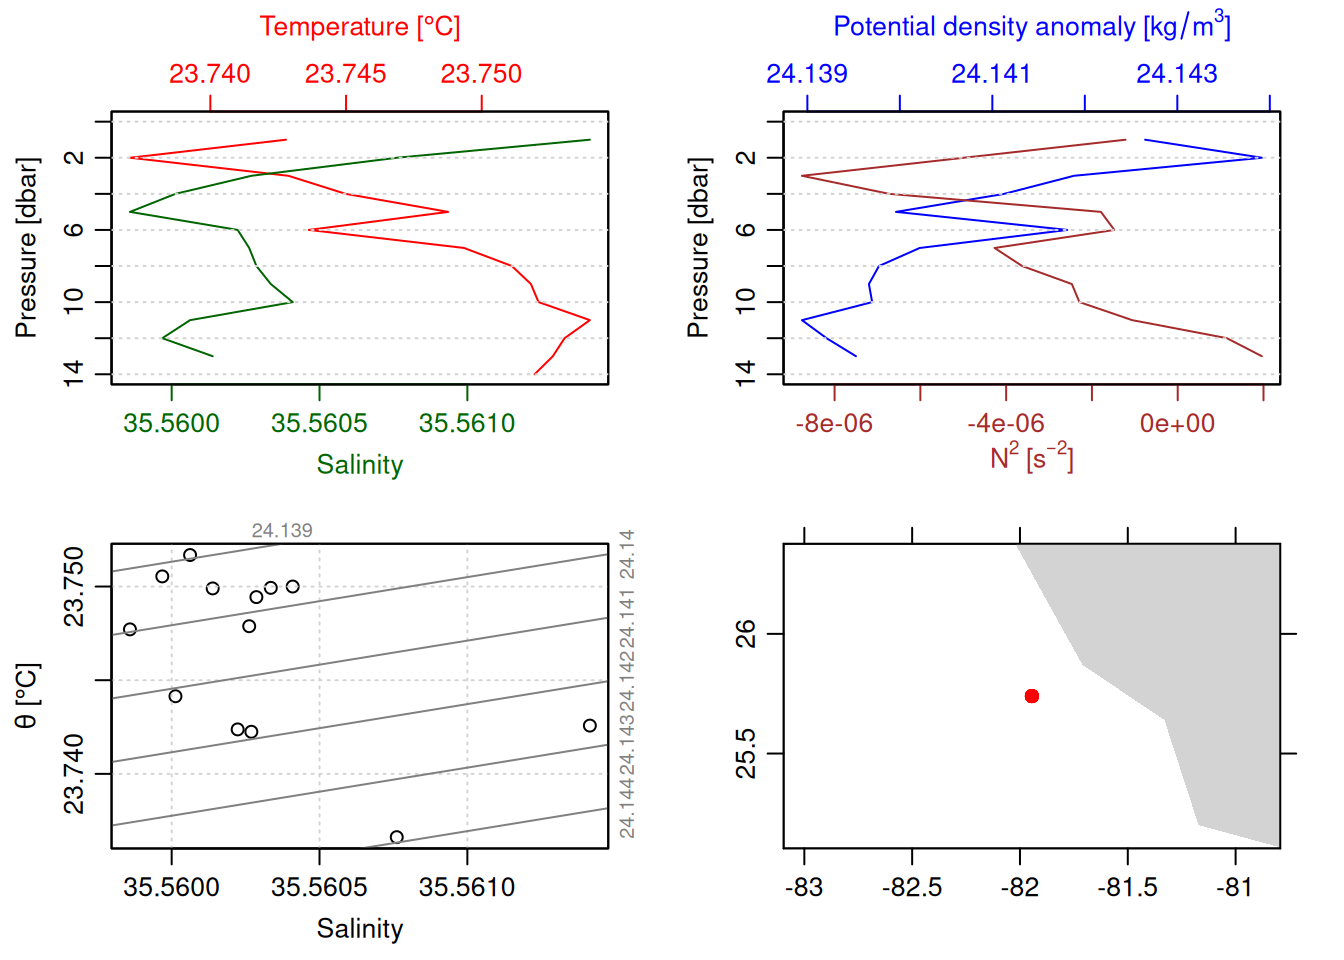 Temperature [°C]
23.740 23.745 23.750
Pressure [dbar]
2
6
10
14
35.5600 35.5605 35.5610
Salinity
Potential density anomaly [kg/m³]
24.139 24.141 24.143
Pressure [dbar]
2
6
10
14
-8e-06 -4e-06 0e+00
N² [s⁻²]
24.139
24.14
24.141
24.142
24.143
24.144
θ [°C]
23.750
23.740
35.5600 35.5605 35.5610
Salinity
26
25.5
-83 -82.5 -82 -81.5 -81